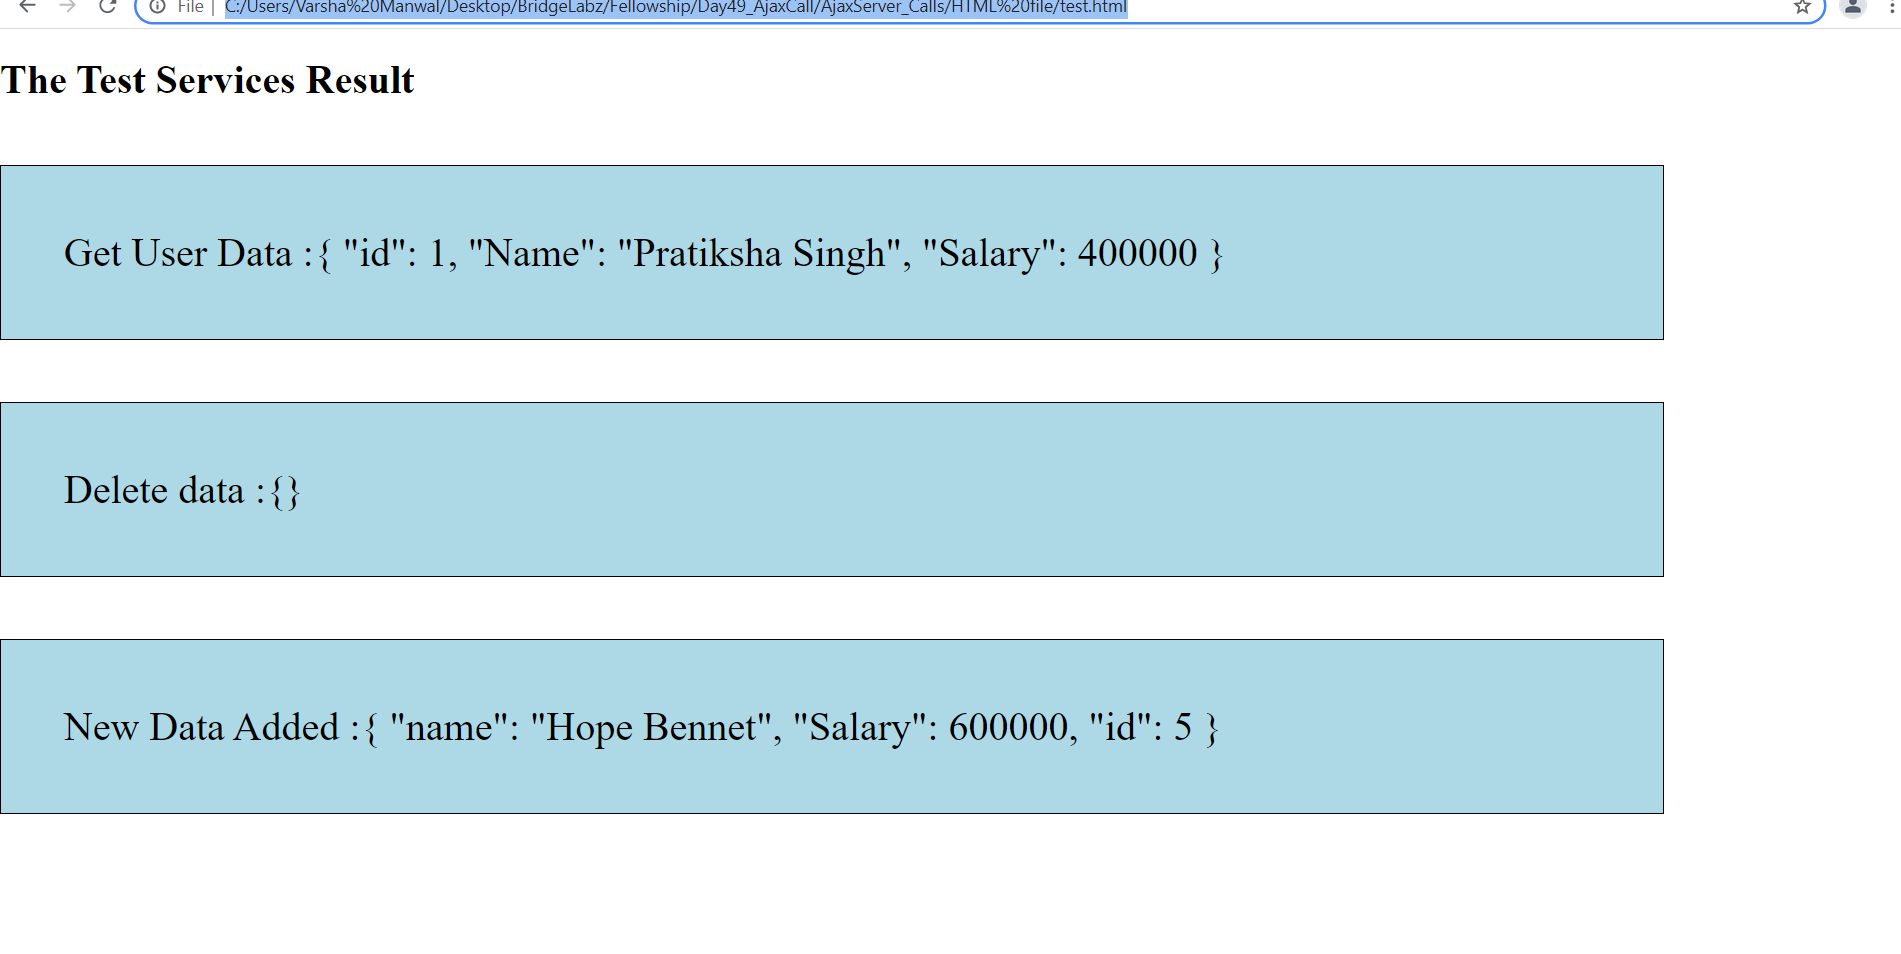 File | C:/Users/Varsha%20Manwal/Desktop/BridgeLabz/Fellowship/Day49_AjaxCall/AjaxServer_Calls/HTML%20file/test.html
The Test Services Result
Get User Data :{ "id": 1, "Name": "Pratiksha Singh", "Salary": 400000 }
Delete data :{}
New Data Added :{ "name": "Hope Bennet", "Salary": 600000, "id": 5 }